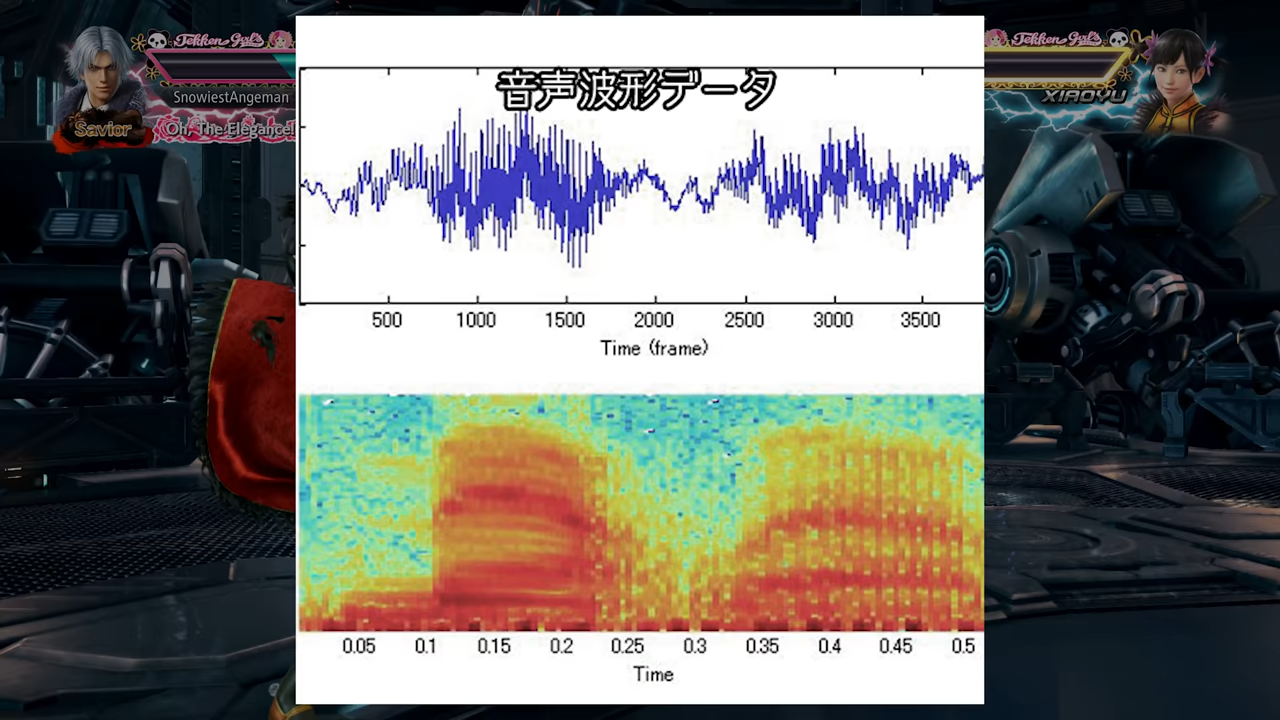 Tekken Girl's
SnowiestAngeman
Savior
Oh, The Elegance!
Tekken Girl's
XIAOYU
音声波形データ
500 1000 1500 2000 2500 3000 3500
Time (frame)
0.05 0.1 0.15 0.2 0.25 0.3 0.35 0.4 0.45 0.5
Time